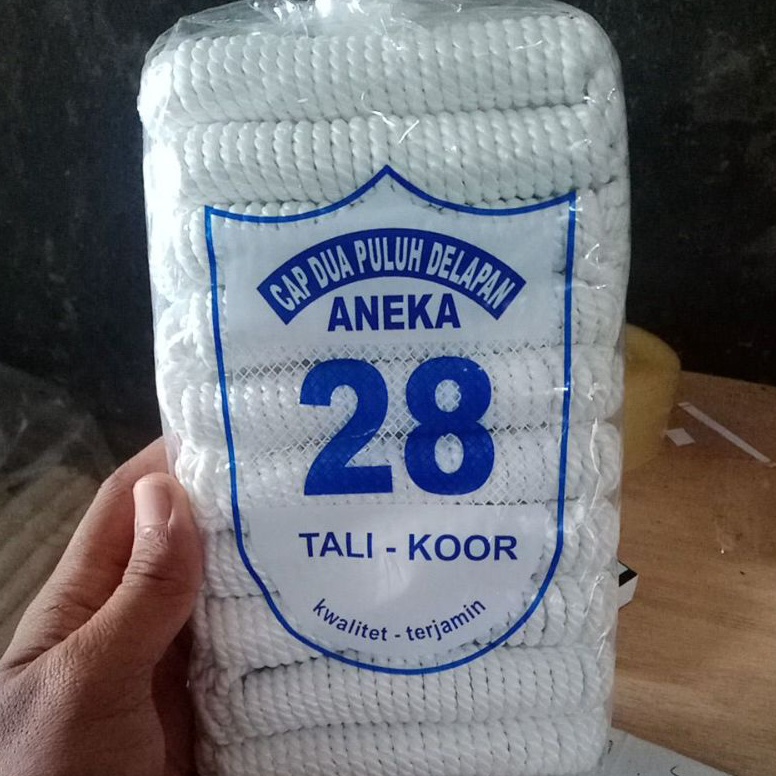 CAP DUA PULUH DELAPAN
ANEKA
28
TALI - KOOR
kwalitet - terjamin